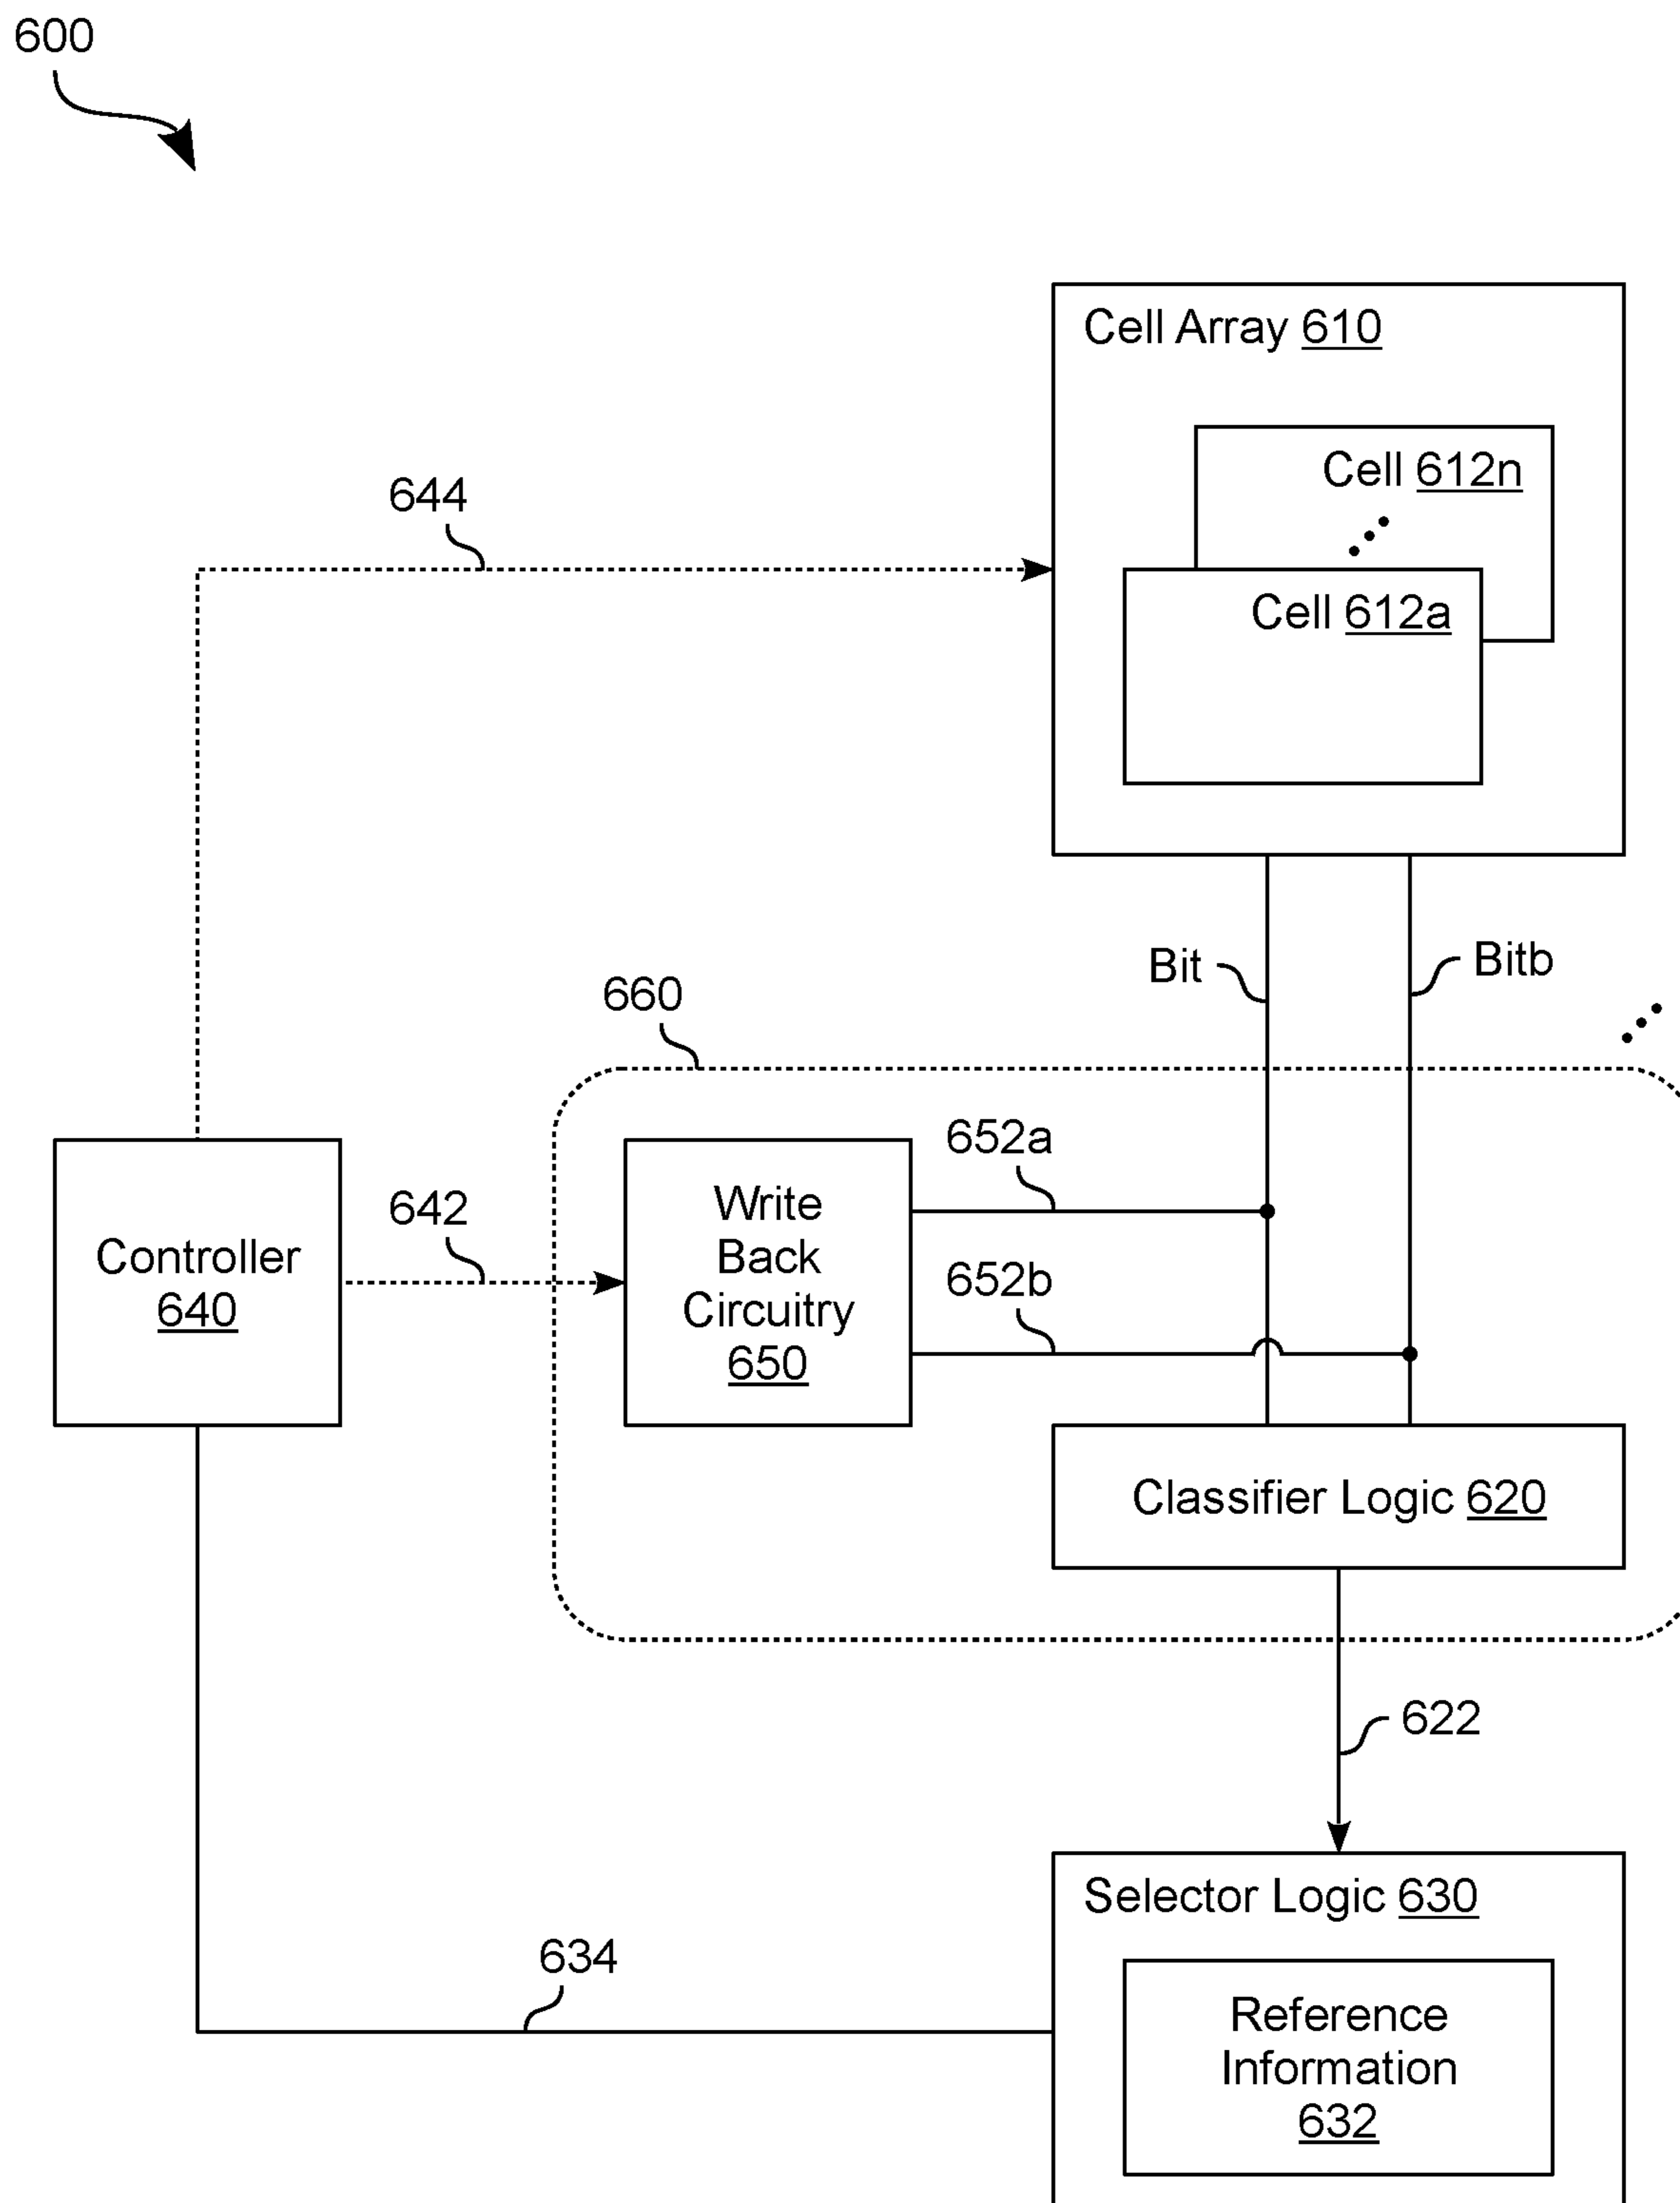 600
Cell Array 610
Cell 612n
644
Cell 612a
Bit
Bitb
660
652a
642
Write
Back
Circuitry
650
Controller
640
652b
Classifier Logic 620
622
Selector Logic 630
634
Reference
Information
632